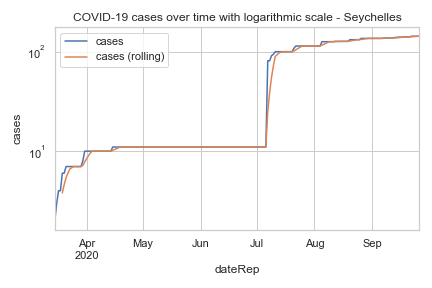 COVID-19 cases over time with logarithmic scale - Seychelles
cases
cases (rolling)
10²
10¹
cases
Apr
2020
May
Jun
Jul
Aug
Sep
dateRep